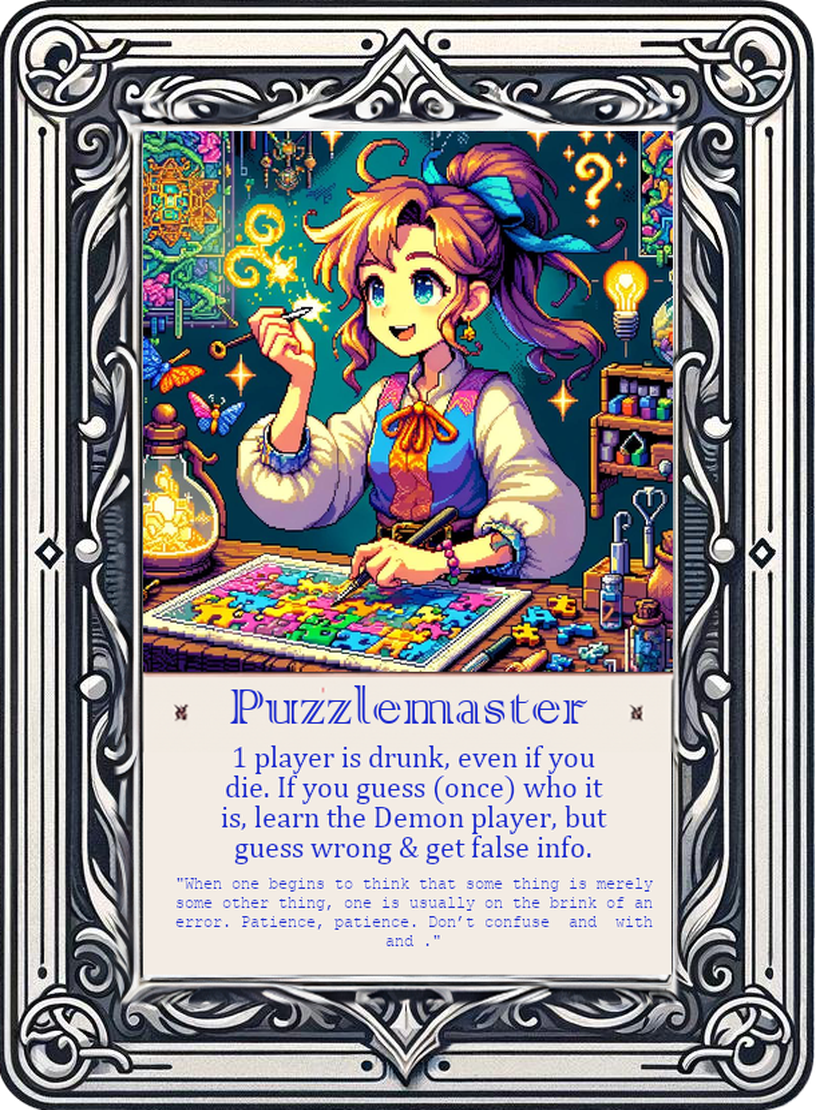 Puzzlemaster
1 player is drunk, even if you
die. If you guess (once) who it
is, learn the Demon player, but
guess wrong & get false info.
"When one begins to think that some thing is merely
some other thing, one is usually on the brink of an
error. Patience, patience. Don’t confuse  and  with
and ."